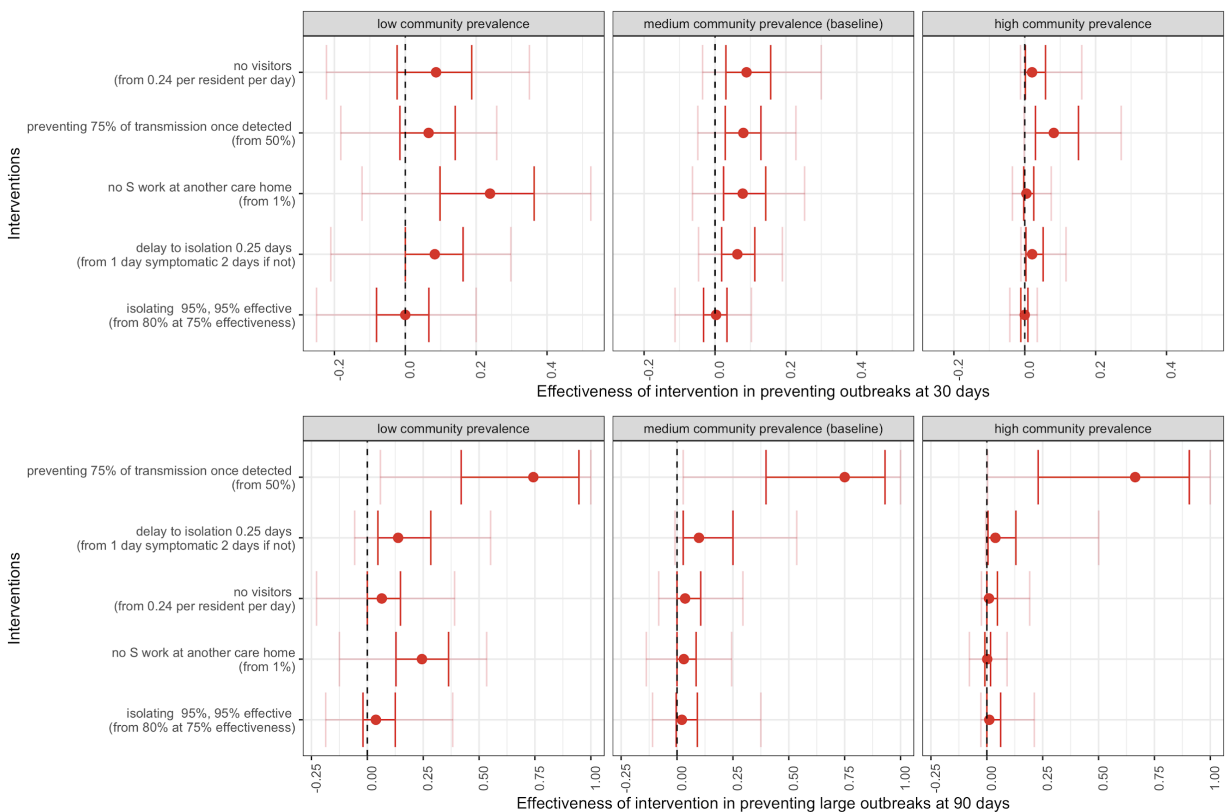 low community prevalence
medium community prevalence (baseline)
high community prevalence
Interventions
no visitors
(from 0.24 per resident per day)
preventing 75% of transmission once detected
(from 50%)
no S work at another care home
(from 1%)
delay to isolation 0.25 days
(from 1 day symptomatic 2 days if not)
isolating  95%, 95% effective
(from 80% at 75% effectiveness)
-0.2
0.0
0.2
0.4
-0.2
0.0
0.2
0.4
-0.2
0.0
0.2
0.4
Effectiveness of intervention in preventing outbreaks at 30 days
low community prevalence
medium community prevalence (baseline)
high community prevalence
Interventions
preventing 75% of transmission once detected
(from 50%)
delay to isolation 0.25 days
(from 1 day symptomatic 2 days if not)
no visitors
(from 0.24 per resident per day)
no S work at another care home
(from 1%)
isolating  95%, 95% effective
(from 80% at 75% effectiveness)
-0.25
0.00
0.25
0.50
0.75
1.00
-0.25
0.00
0.25
0.50
0.75
1.00
-0.25
0.00
0.25
0.50
0.75
1.00
Effectiveness of intervention in preventing large outbreaks at 90 days